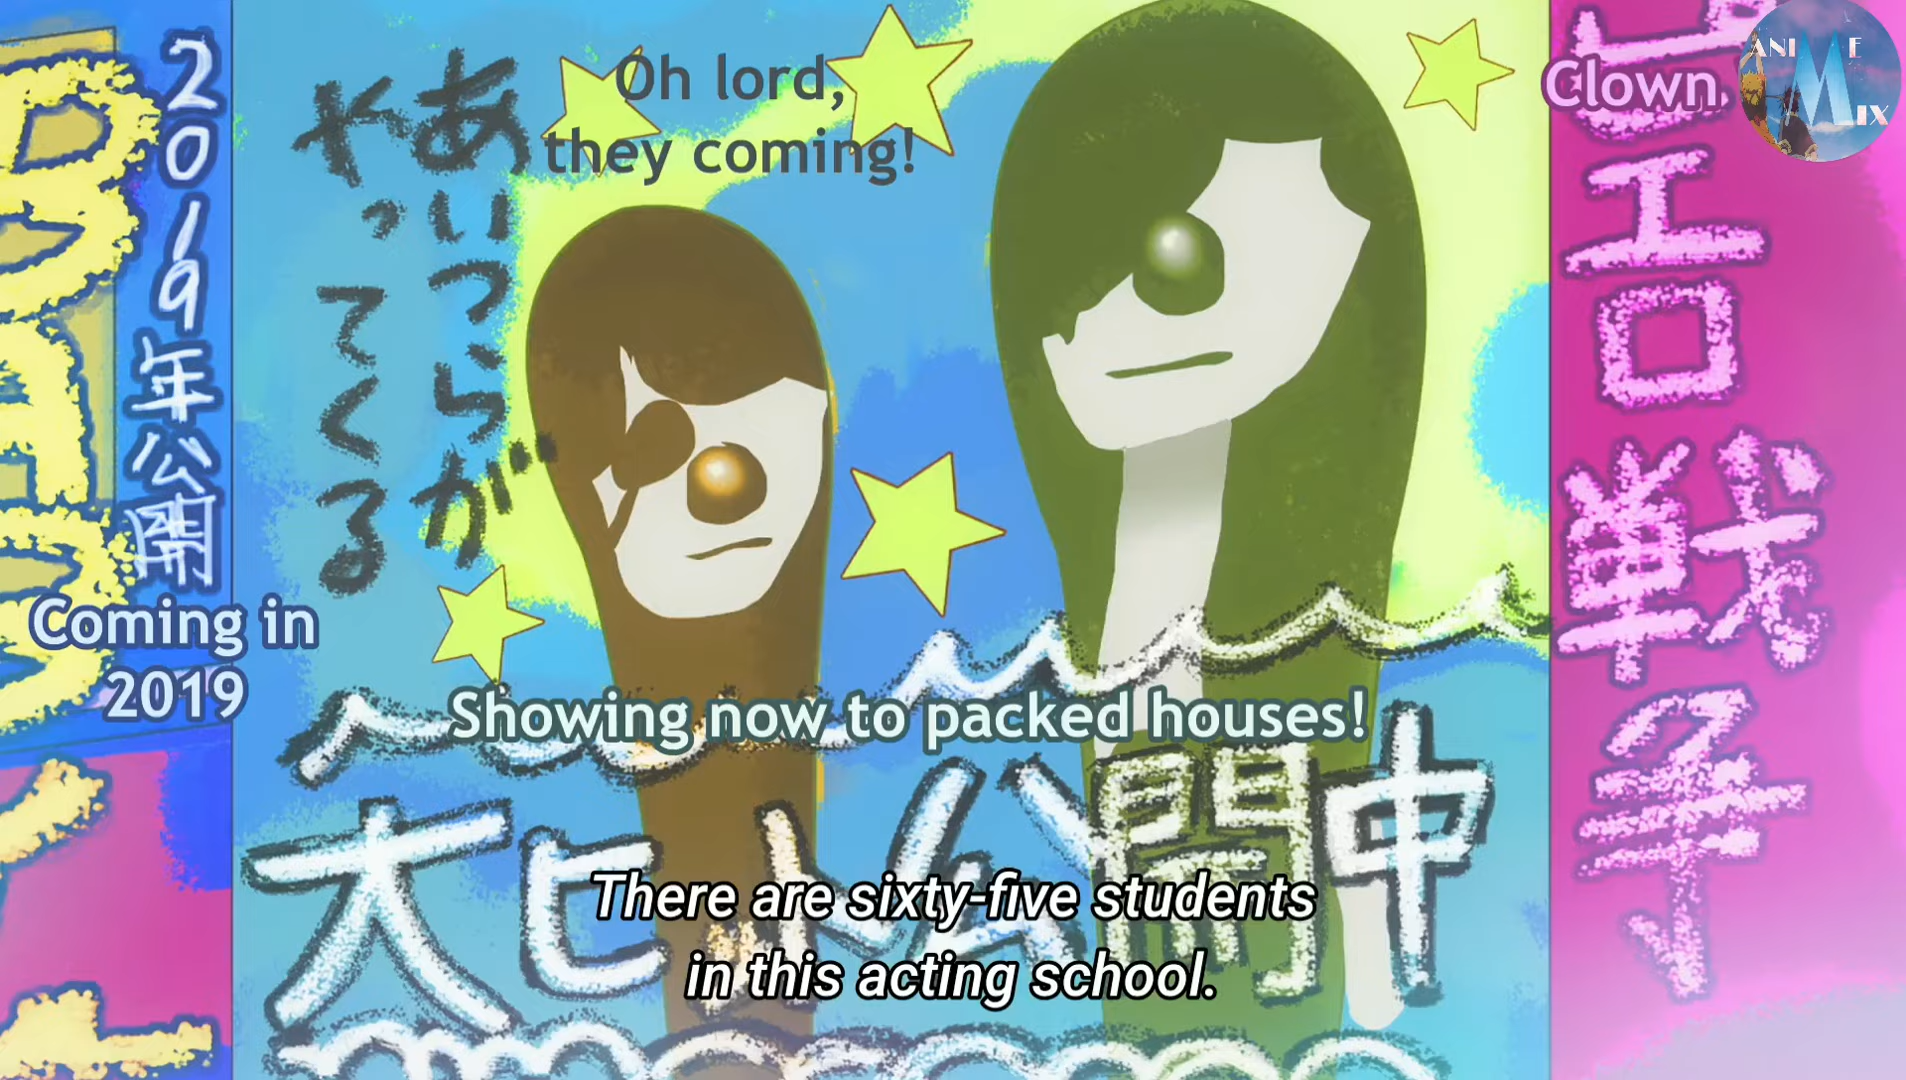 2019年公開
Coming in
2019
あいつらが
やってくる
Oh lord,
they coming!
Showing now to packed houses!
大ヒット公開中
There are sixty-five students
in this acting school.
ピエロ戦争
Clown
ANIME
MIX